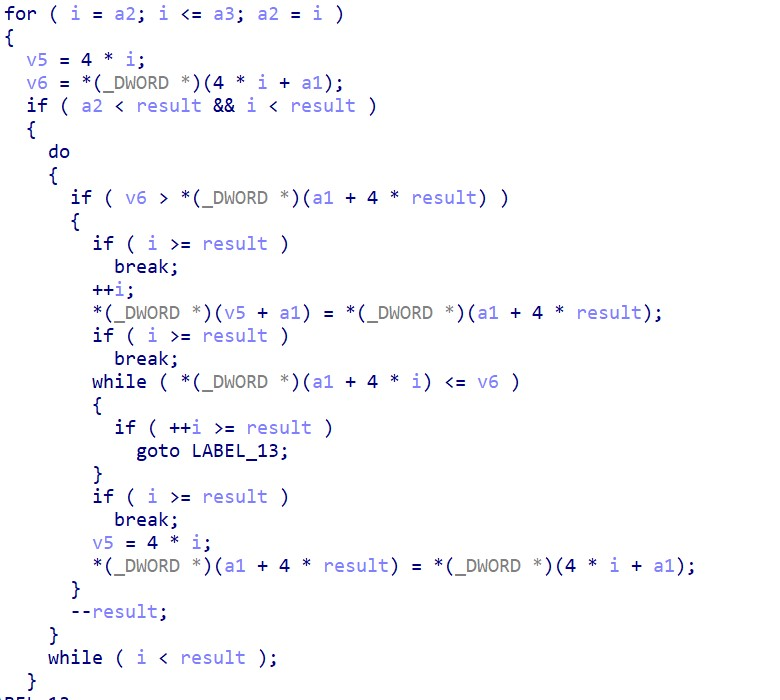 for ( i = a2; i <= a3; a2 = i )
{
v5 = 4 * i;
v6 = *(_DWORD *)(4 * i + a1);
if ( a2 < result && i < result )
{
do
{
if ( v6 > *(_DWORD *)(a1 + 4 * result) )
{
if ( i >= result )
break;
++i;
*(_DWORD *)(v5 + a1) = *(_DWORD *)(a1 + 4 * result);
if ( i >= result )
break;
while ( *(_DWORD *)(a1 + 4 * i) <= v6 )
{
if ( ++i >= result )
goto LABEL_13;
}
if ( i >= result )
break;
v5 = 4 * i;
*(_DWORD *)(a1 + 4 * result) = *(_DWORD *)(4 * i + a1);
}
--result;
}
while ( i < result );
}